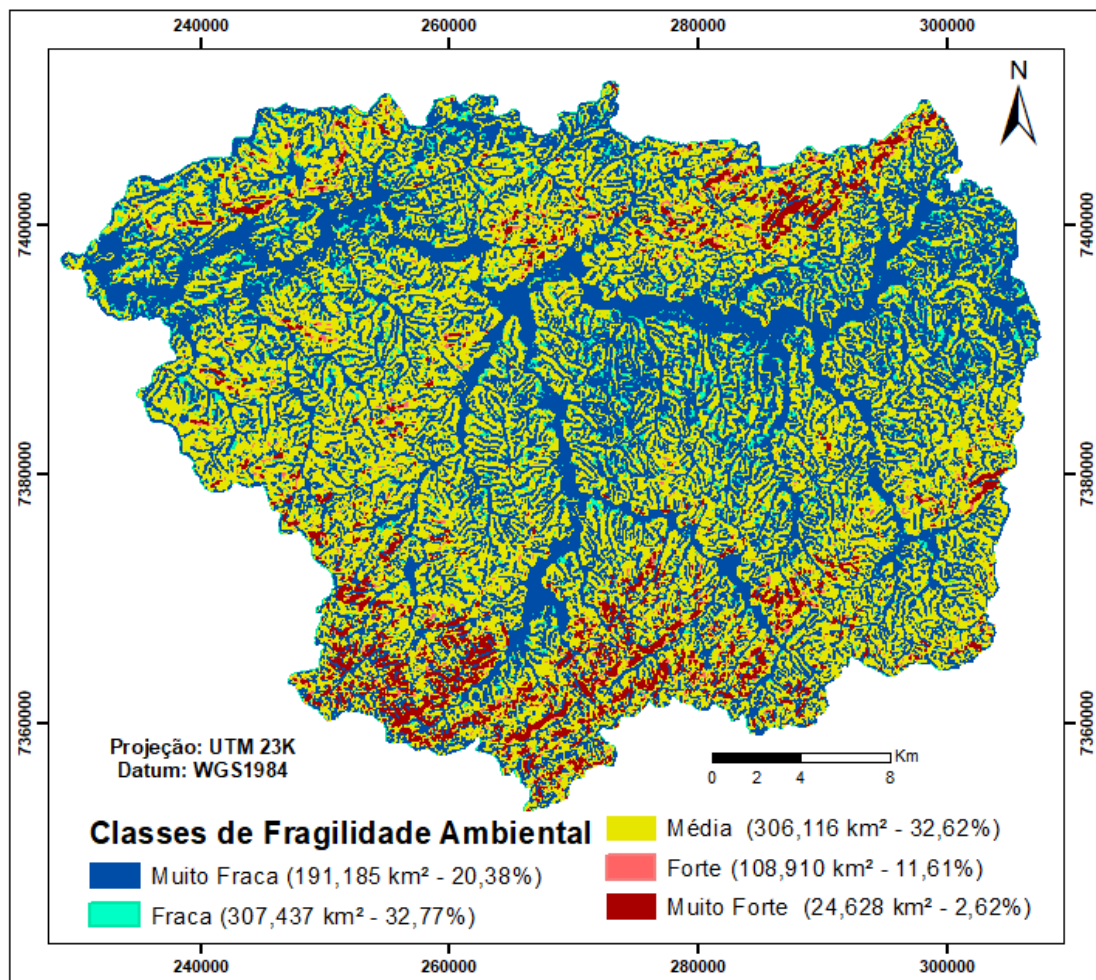 240000 260000 280000 300000
N
7400000 7400000
7380000 7380000
7360000 7360000
Projeção: UTM 23K
Datum: WGS1984
Km
0 2 4 8
Classes de Fragilidade Ambiental
Muito Fraca (191,185 km² - 20,38%)
Fraca (307,437 km² - 32,77%)
Média (306,116 km² - 32,62%)
Forte (108,910 km² - 11,61%)
Muito Forte (24,628 km² - 2,62%)
240000 260000 280000 300000